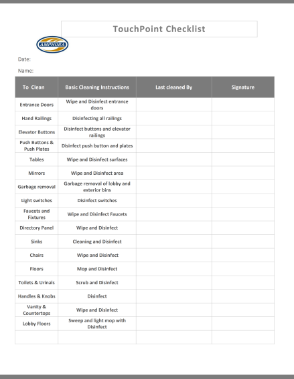 TouchPoint Checklist
Date:
Name:
To Clean Basic Cleaning Instructions Last cleaned By Signature
Entrance Doors Wipe and Disinfect entrance doors
Hand Railings Disinfecting all railings
Elevator Buttons Disinfect buttons and elevator railings
Push Buttons & Push Plates Disinfect push button and plates
Tables Wipe and Disinfect surfaces
Mirrors Wipe and Disinfect area
Garbage removal Garbage removal of lobby and exterior bins
Light switches Disinfect switches
Faucets and Fixtures Wipe and Disinfect Faucets
Directory Panel Wipe and Disinfect
Sinks Cleaning and Disinfect
Chairs Wipe and Disinfect
Floors Mop and Disinfect
Toilets & Urinals Scrub and Disinfect
Handles & Knobs Disinfect
Vanity & Countertops Wipe and Disinfect
Lobby Floors Sweep and light mop with Disinfect